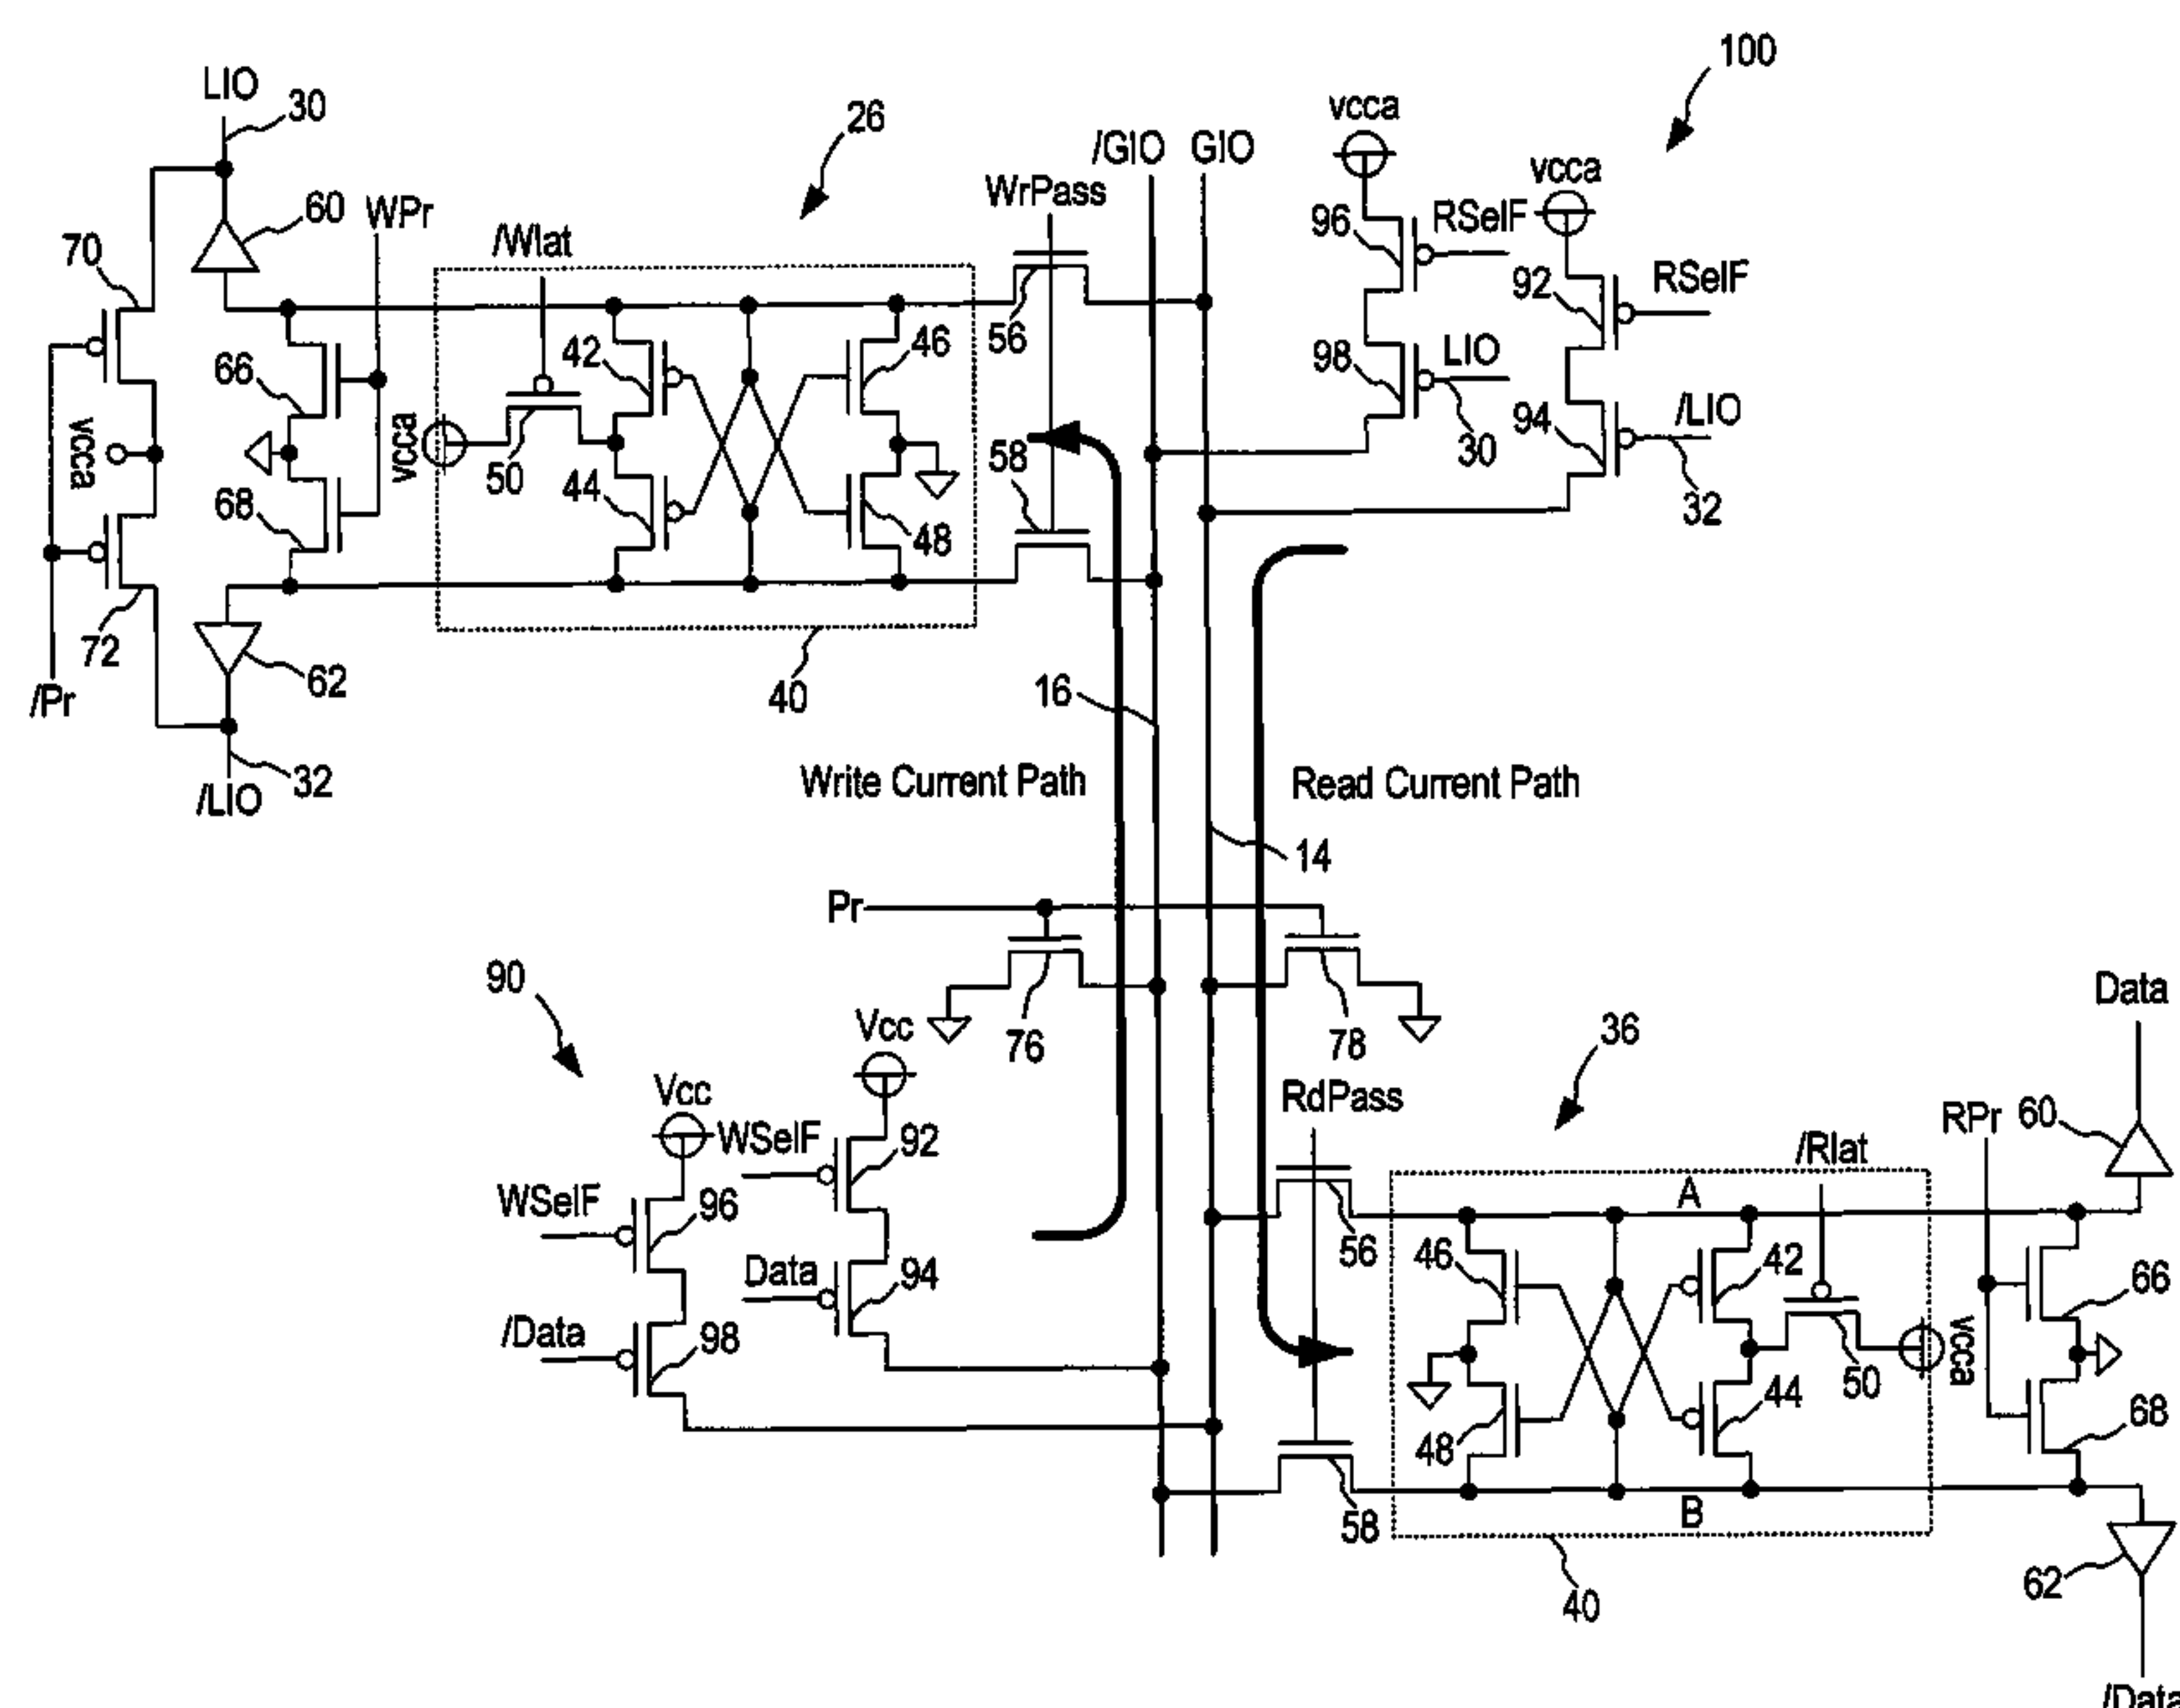 100
LIO
30
26
/GIO GIO
vcca
vcca
WPr
60
WrPass
96
RSelF
70
/Wlat
92
RSelF
56
42
46
66
98
LIO
/LIO
vcca
vcca
50
58
94
30
44
68
48
32
72
62
40
/Pr
16
32
/LIO
Write Current Path
Read Current Path
14
Pr
90
76
78
Data
Vcc
36
Vcc
RdPass
WSelF
92
RPr
60
/Rlat
WSelF
96
A
56
46
42
66
Data
94
/Data
98
vcca
50
44
48
68
58
B
62
40
/Data